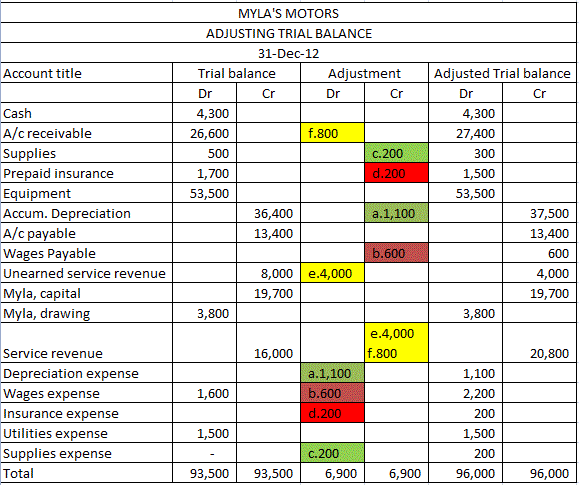 MYLA'S MOTORS
ADJUSTING TRIAL BALANCE
31-Dec-12
Account title Trial balance Adjustment Adjusted Trial balance
Dr Cr Dr Cr Dr Cr
Cash 4,300 4,300
A/c receivable 26,600 f.800 27,400
Supplies 500 c.200 300
Prepaid insurance 1,700 d.200 1,500
Equipment 53,500 53,500
Accum. Depreciation 36,400 a.1,100 37,500
A/c payable 13,400 13,400
Wages Payable b.600 600
Unearned service revenue 8,000 e.4,000 4,000
Myla, capital 19,700 19,700
Myla, drawing 3,800 3,800
e.4,000
Service revenue 16,000 f.800 20,800
Depreciation expense a.1,100 1,100
Wages expense 1,600 b.600 2,200
Insurance expense d.200 200
Utilities expense 1,500 1,500
Supplies expense - c.200 200
Total 93,500 93,500 6,900 6,900 96,000 96,000